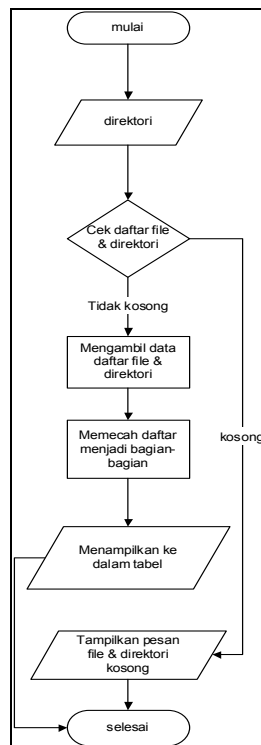 mulai
direktori
Cek daftar file
& direktori
Tidak kosong
Mengambil data
daftar file &
direktori
Memecah daftar
menjadi bagian-
bagian
kosong
Menampilkan ke
dalam tabel
Tampilkan pesan
file & direktori
kosong
selesai